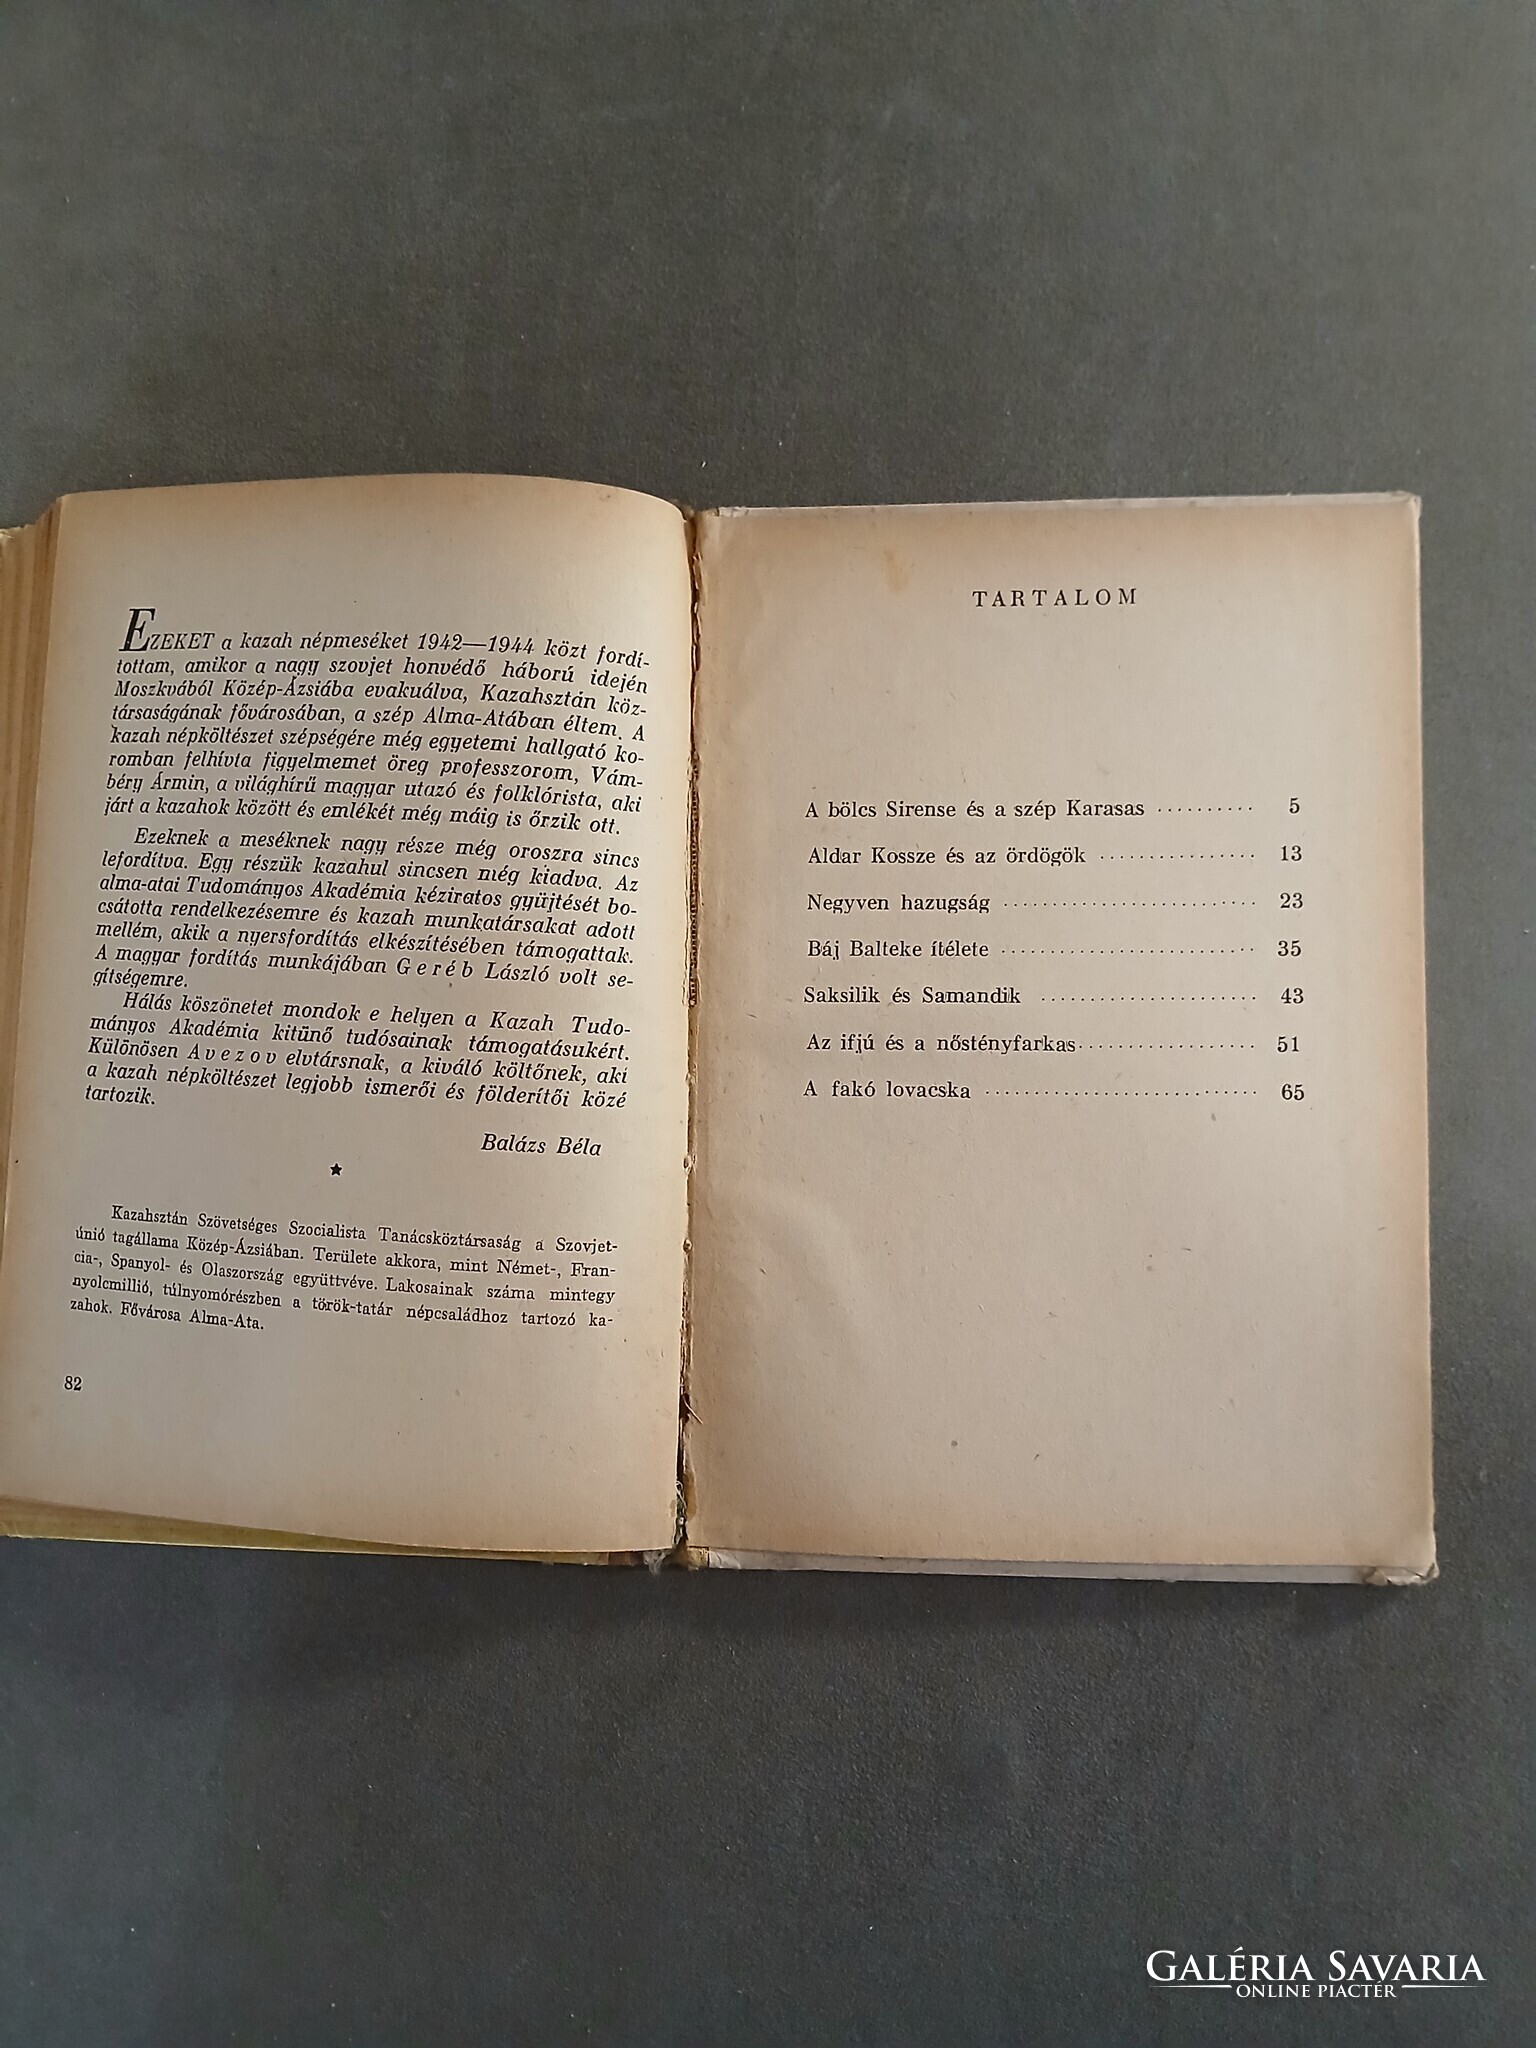 EZEKET a kazah népmeséket 1942—1944 közt fordí-
tottam, amikor a nagy szovjet honvédő háború idején
Moszkvából Közép-Ázsiába evakuálva, Kazahsztán köz-
társaságának fővárosában, a szép Alma-Atában éltem. A
kazah népköltészet szépségére még egyetemi hallgató ko-
romban felhívta figyelmemet öreg professzorom, Vám-
béry Ármin, a világhírű magyar utazó és folklórista, aki
járt a kazahok között és emlékét még máig is őrzik ott.
Ezeknek a meséknek nagy része még oroszra sincs
lefordítva. Egy részük kazahul sincsen még kiadva. Az
alma-atai Tudományos Akadémia kéziratos gyüjtését bo-
csátotta rendelkezésemre és kazah munkatársakat adott
mellém, akik a nyersfordítás elkészítésében támogattak.
A magyar fordítás munkájában Geréb László volt se-
gítségemre.
Hálás köszönetet mondok e helyen a Kazah Tudo-
mányos Akadémia kitünő tudósainak támogatásukért.
Különösen Avezov elvtársnak, a kiváló költőnek, aki
a kazah népköltészet legjobb ismerői és földerítői közé
tartozik.
Balázs Béla
★
Kazahsztán Szövetséges Szocialista Tanácsköztársaság a Szovjet-
únió tagállama Közép-Ázsiában. Területe akkora, mint Német-, Fran-
cia-, Spanyol- és Olaszország együttvéve. Lakosainak száma mintegy
nyolcmillió, túlnyomórészben a török-tatár népcsaládhoz tartozó ka-
zahok. Fővárosa Alma-Ata.
82
TARTALOM
A bölcs Sirense és a szép Karasas .......... 5
Aldar Kossze és az ördögök ................ 13
Negyven hazugság .......................... 23
Báj Balteke ítélete .......................... 35
Saksilik és Samandik ...................... 43
Az ifjú és a nőstényfarkas.................. 51
A fakó lovacska ............................ 65
GALÉRIA SAVARIA
ONLINE PIACTÉR